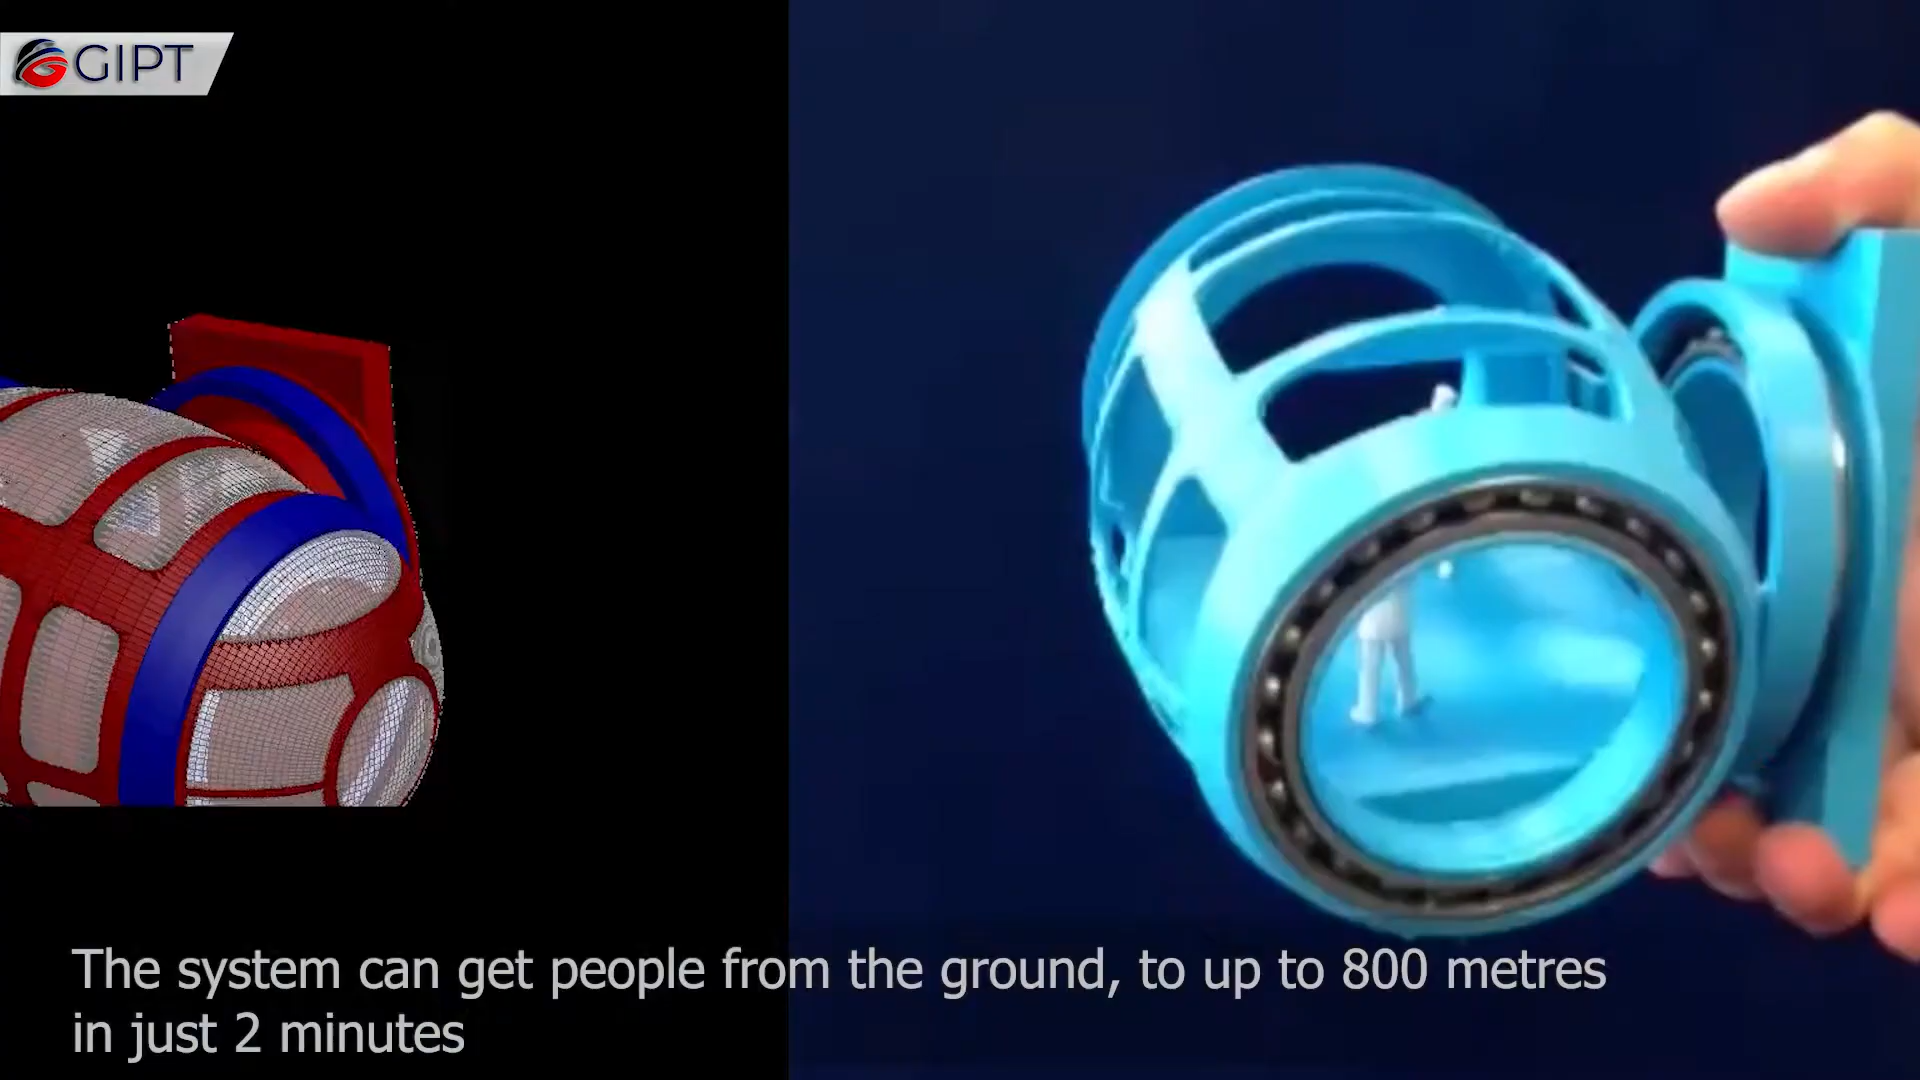 GIPT
The system can get people from the ground, to up to 800 metres
in just 2 minutes